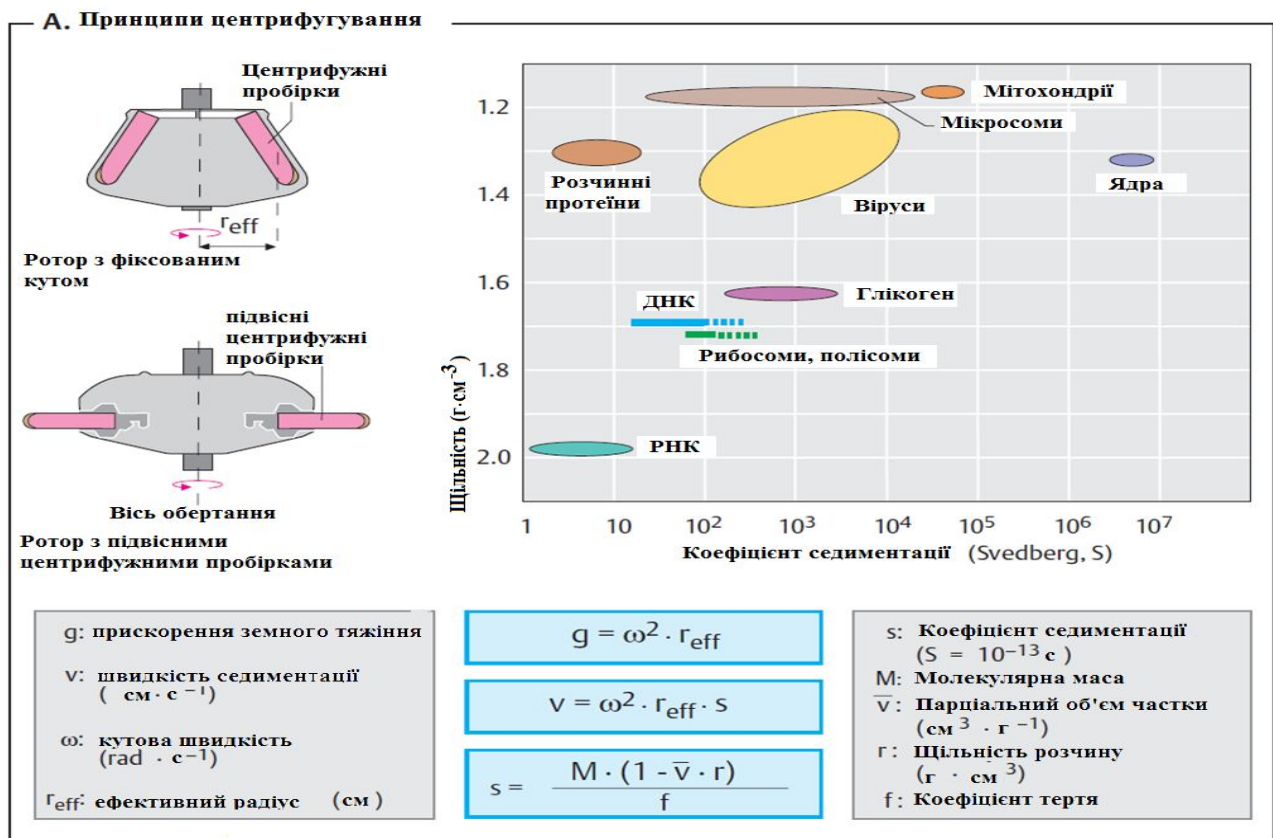 A. Принципи центрифугування
Центрифужні
пробірки
r_eff
Ротор з фіксованим
кутом
підвісні
центрифужні
пробірки
Вісь обертання
Ротор з підвісними
центрифужними пробірками
Щільність (г·см⁻³)
1.2
1.4
1.6
1.8
2.0
Мітохондрії
Мікросоми
Розчинні
протеїни
Віруси
Ядра
Глікоген
ДНК
Рибосоми, полісоми
РНК
1 10 10² 10³ 10⁴ 10⁵ 10⁶ 10⁷
Коефіцієнт седиментації (Svedberg, S)
g: прискорення земного тяжіння
v: швидкість седиментації
( см · с⁻¹)
ω: кутова швидкість
(rad · с⁻¹)
r_eff: ефективний радіус (см )
g = ω² · r_eff
v = ω² · r_eff · s
s = M · (1 - v̅ · r)
f
s: Коефіцієнт седиментації
(S = 10⁻¹³ с )
M: Молекулярна маса
v̅ : Парціальний об'єм частки
(см ³ · г ⁻¹)
r : Щільність розчину
(г · см ³)
f : Коефіцієнт тертя